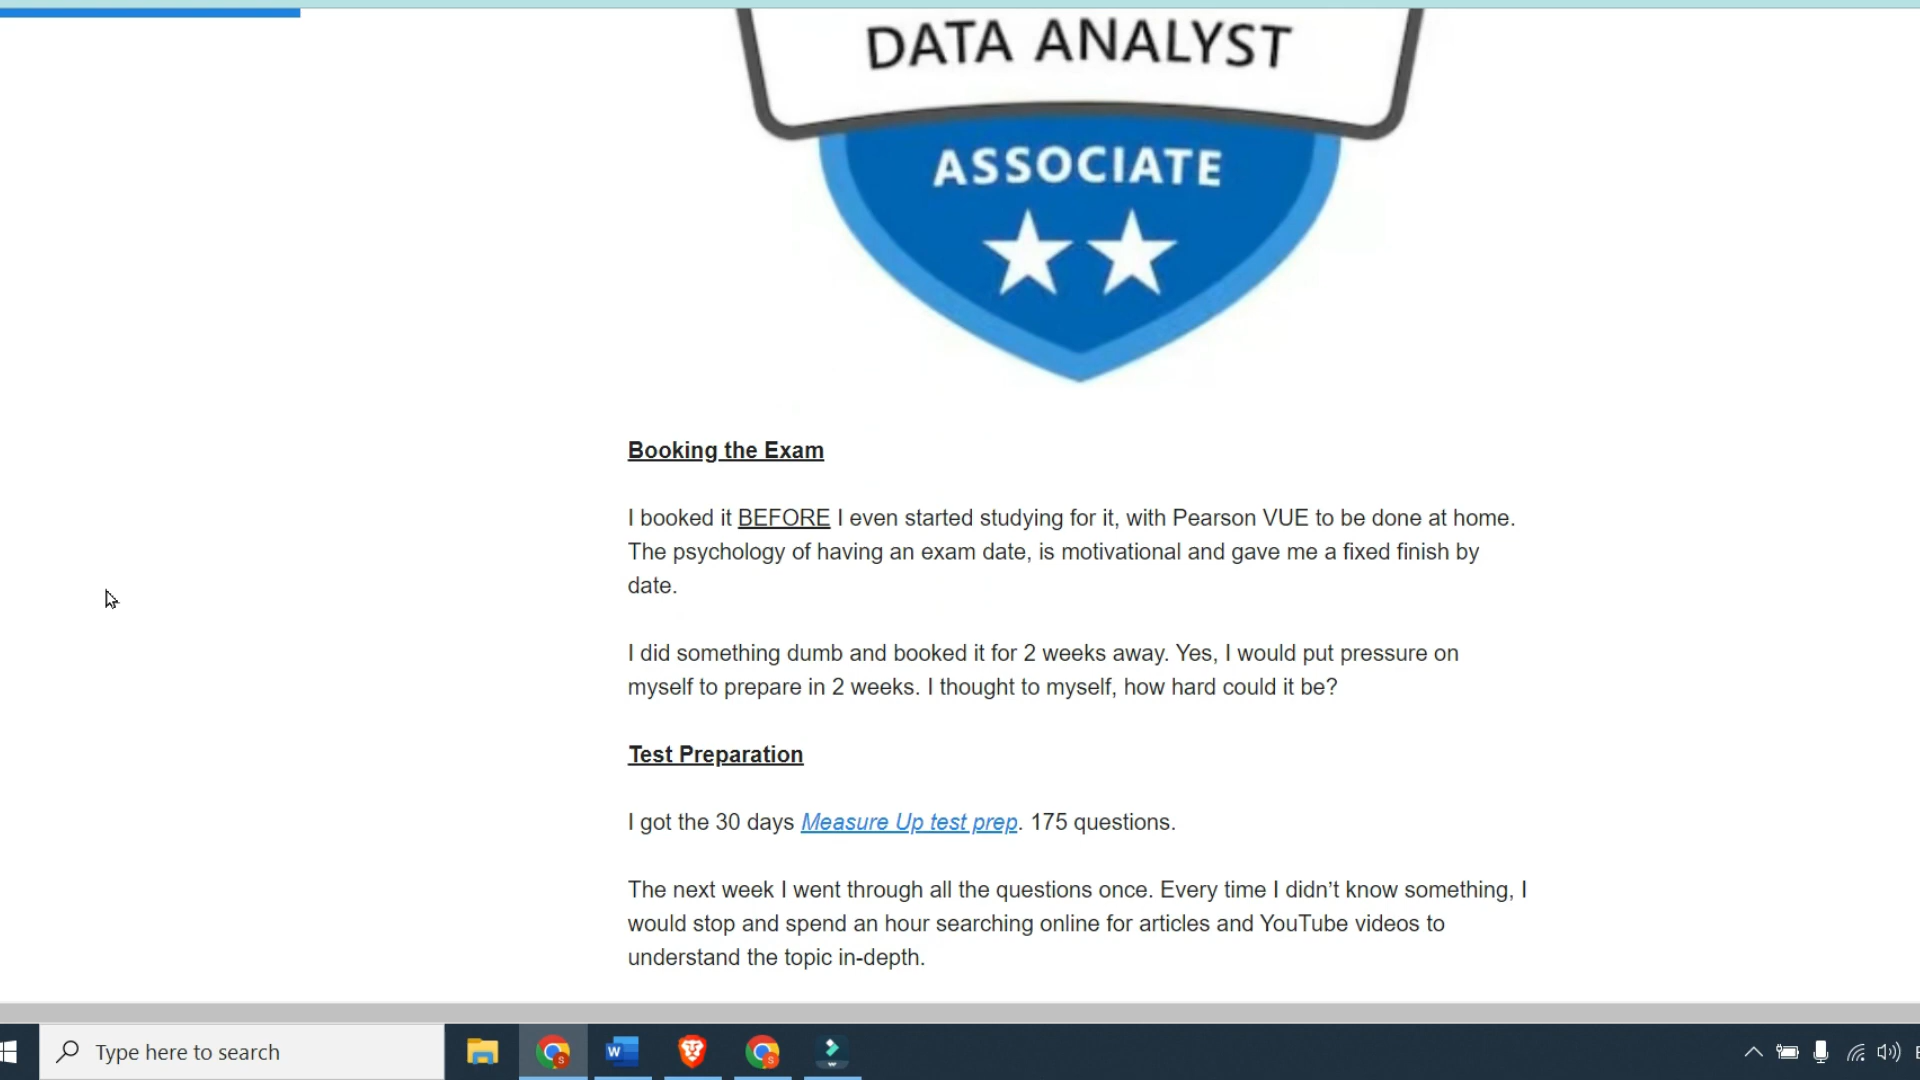 DATA ANALYST
ASSOCIATE
Booking the Exam
I booked it BEFORE I even started studying for it, with Pearson VUE to be done at home.
The psychology of having an exam date, is motivational and gave me a fixed finish by
date.
I did something dumb and booked it for 2 weeks away. Yes, I would put pressure on
myself to prepare in 2 weeks. I thought to myself, how hard could it be?
Test Preparation
I got the 30 days Measure Up test prep. 175 questions.
The next week I went through all the questions once. Every time I didn’t know something, I
would stop and spend an hour searching online for articles and YouTube videos to
understand the topic in-depth.
Type here to search